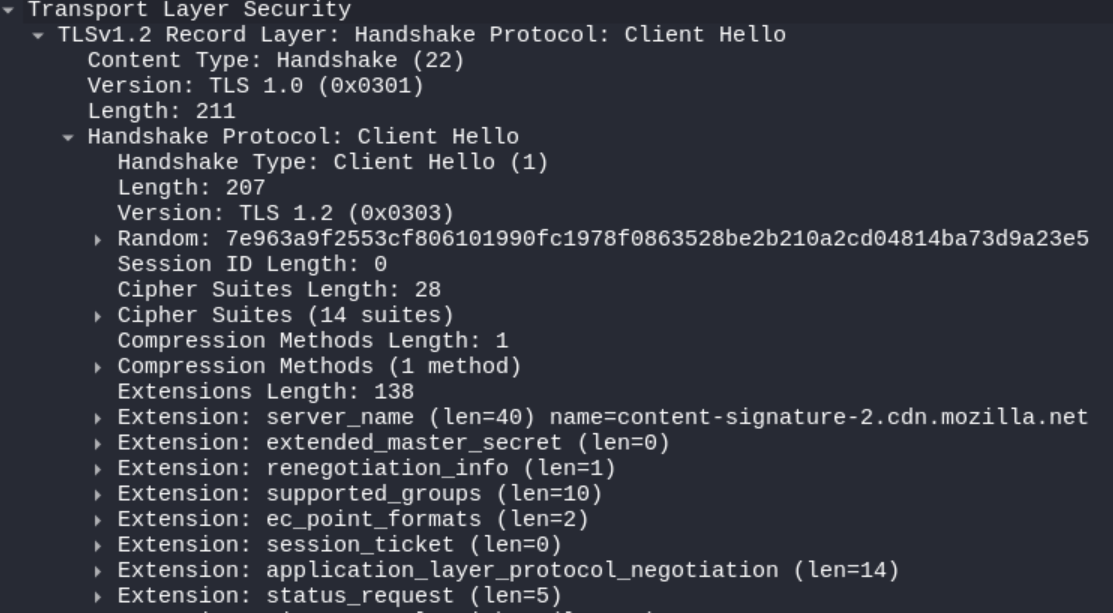 Transport Layer Security
TLSv1.2 Record Layer: Handshake Protocol: Client Hello
Content Type: Handshake (22)
Version: TLS 1.0 (0x0301)
Length: 211
Handshake Protocol: Client Hello
Handshake Type: Client Hello (1)
Length: 207
Version: TLS 1.2 (0x0303)
Random: 7e963a9f2553cf806101990fc1978f0863528be2b210a2cd04814ba73d9a23e5
Session ID Length: 0
Cipher Suites Length: 28
Cipher Suites (14 suites)
Compression Methods Length: 1
Compression Methods (1 method)
Extensions Length: 138
Extension: server_name (len=40) name=content-signature-2.cdn.mozilla.net
Extension: extended_master_secret (len=0)
Extension: renegotiation_info (len=1)
Extension: supported_groups (len=10)
Extension: ec_point_formats (len=2)
Extension: session_ticket (len=0)
Extension: application_layer_protocol_negotiation (len=14)
Extension: status_request (len=5)